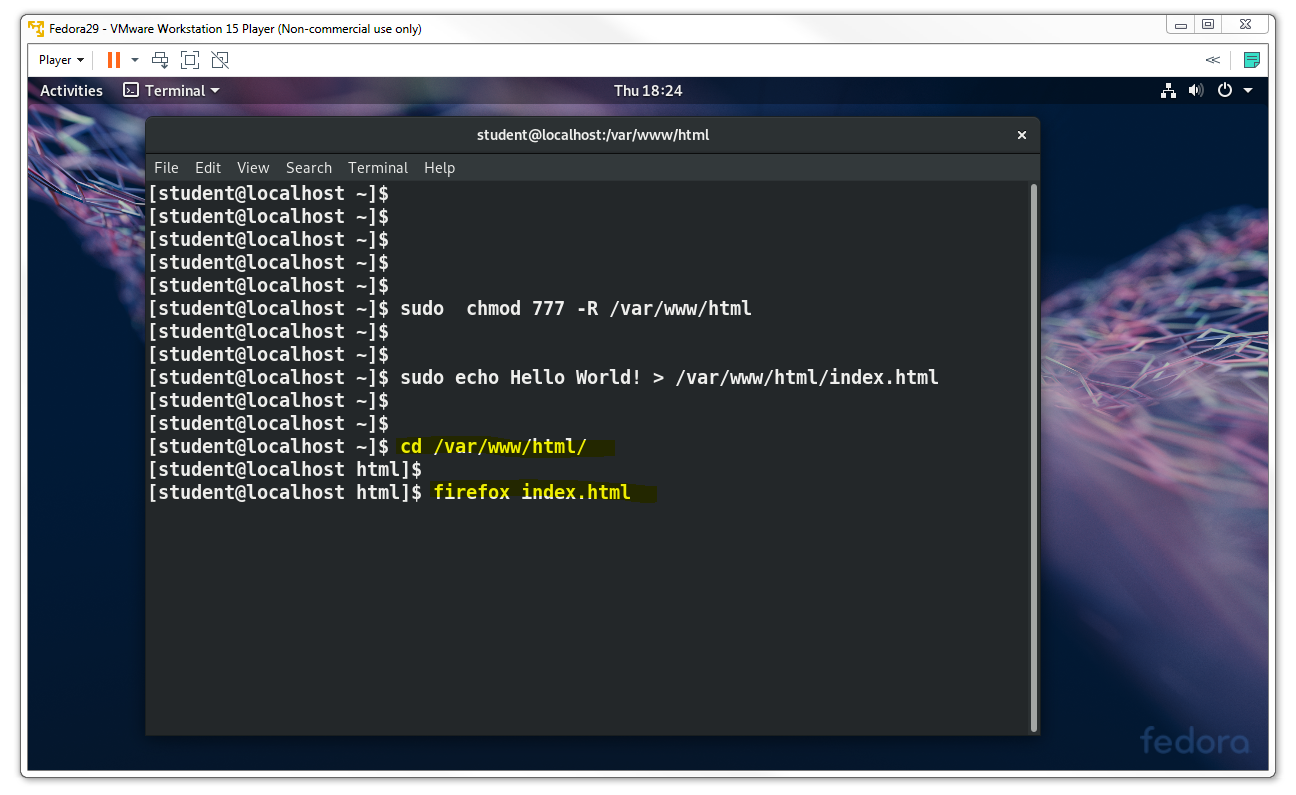 Fedora29 - VMware Workstation 15 Player (Non-commercial use only)
Player
Activities Terminal Thu 18:24
student@localhost:/var/www/html
File Edit View Search Terminal Help
[student@localhost ~]$
[student@localhost ~]$
[student@localhost ~]$
[student@localhost ~]$
[student@localhost ~]$
[student@localhost ~]$ sudo  chmod 777 -R /var/www/html
[student@localhost ~]$
[student@localhost ~]$
[student@localhost ~]$ sudo echo Hello World! > /var/www/html/index.html
[student@localhost ~]$
[student@localhost ~]$
[student@localhost ~]$ cd /var/www/html/
[student@localhost html]$
[student@localhost html]$ firefox index.html
fedora